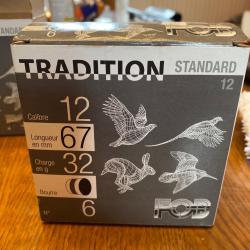 TRADITION STANDARD
12
Calibre 12
Longueur en mm 67
Charge en g 32
Bourre
N° 6
FOB